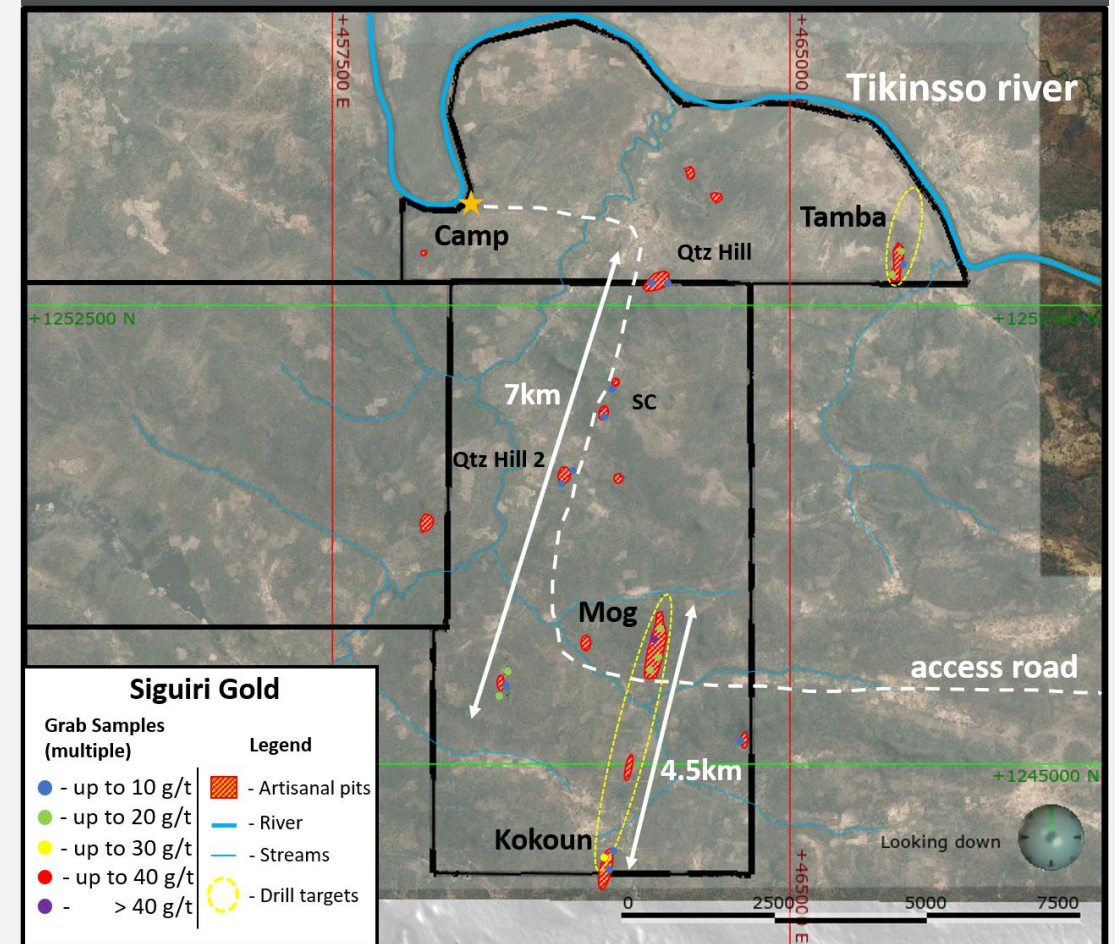 +457500 E
+465000 E
Tikinsso river
Tamba
Camp
Qtz Hill
+1252500 N
+1252500 N
7km
SC
Qtz Hill 2
Mog
access road
4.5km
+1245000 N
Kokoun
Looking down
+465000 E
0 2500 5000 7500
Siguiri Gold
Grab Samples
(multiple)
- up to 10 g/t
- up to 20 g/t
- up to 30 g/t
- up to 40 g/t
- > 40 g/t
Legend
- Artisanal pits
- River
- Streams
- Drill targets